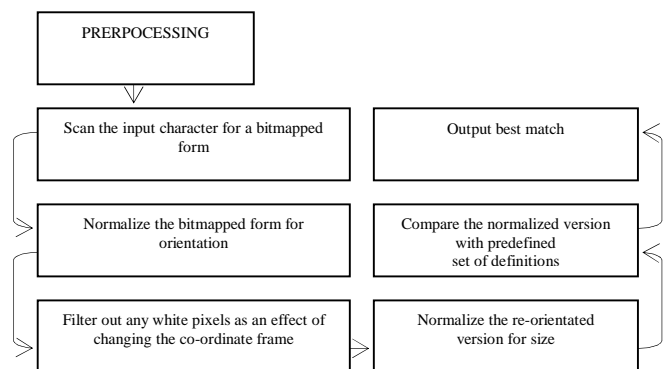 PRERPOCESSING
Scan the input character for a bitmapped
form
Normalize the bitmapped form for
orientation
Filter out any white pixels as an effect of
changing the co-ordinate frame
Normalize the re-orientated
version for size
Compare the normalized version
with predefined
set of definitions
Output best match